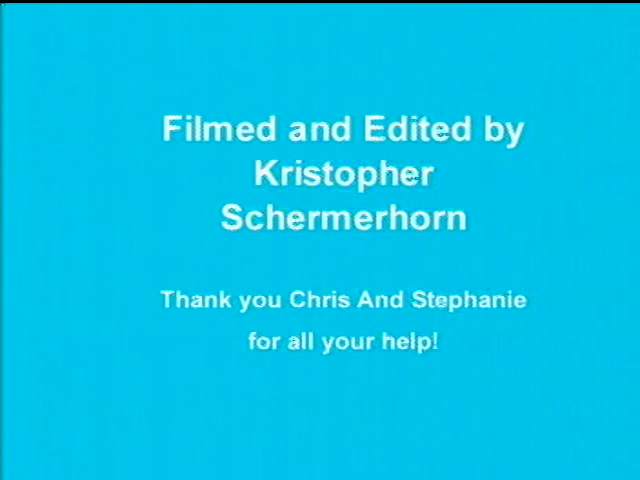 Filmed and Edited by
Kristopher
Schermerhorn
Thank you Chris And Stephanie
for all your help!